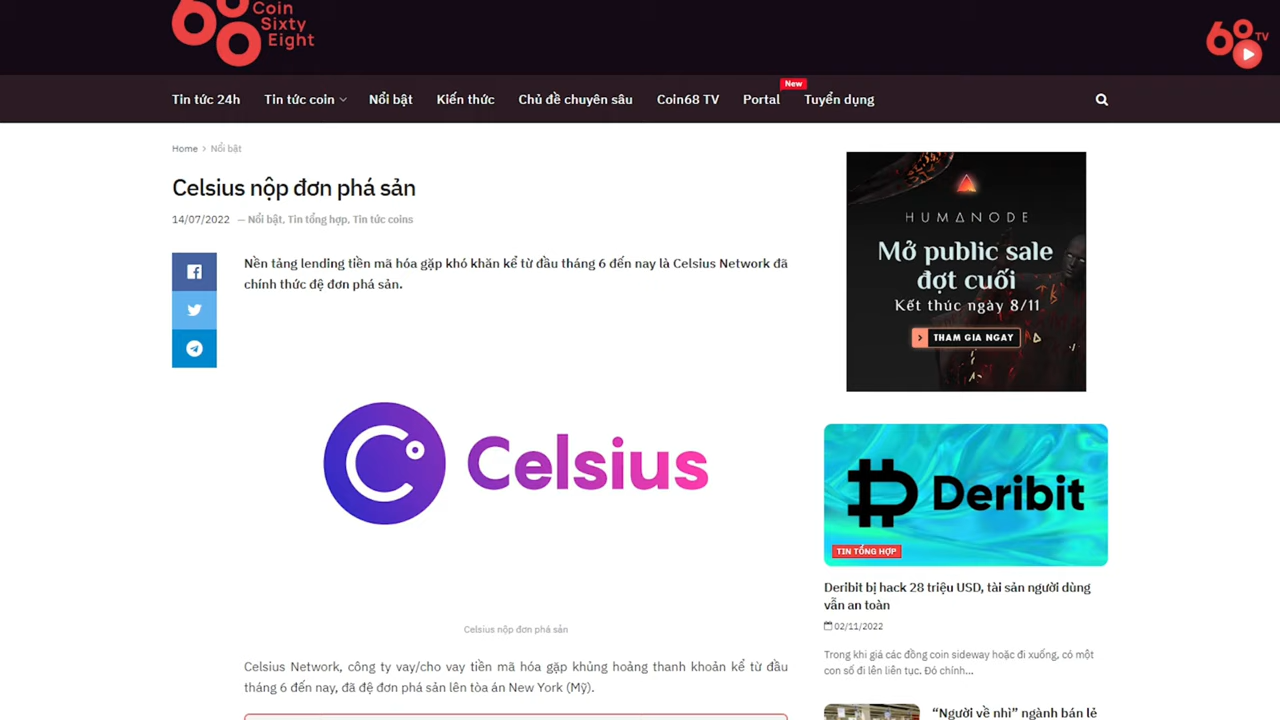 Coin
Sixty
Eight
68 TV
Tin tức 24h
Tin tức coin
Nổi bật
Kiến thức
Chủ đề chuyên sâu
Coin68 TV
Portal
New
Tuyển dụng
Home > Nổi bật
Celsius nộp đơn phá sản
14/07/2022 — Nổi bật, Tin tổng hợp, Tin tức coins
Nền tảng lending tiền mã hóa gặp khó khăn kể từ đầu tháng 6 đến nay là Celsius Network đã
chính thức đệ đơn phá sản.
Celsius
Celsius nộp đơn phá sản
Celsius Network, công ty vay/cho vay tiền mã hóa gặp khủng hoảng thanh khoản kể từ đầu
tháng 6 đến nay, đã đệ đơn phá sản lên tòa án New York (Mỹ).
HUMANODE
Mở public sale
đợt cuối
Kết thúc ngày 8/11
THAM GIA NGAY
Deribit
TIN TỔNG HỢP
Deribit bị hack 28 triệu USD, tài sản người dùng
vẫn an toàn
02/11/2022
Trong khi giá các đồng coin sideway hoặc đi xuống, có một
con số đi lên liên tục. Đó chính...
“Người về nhì” ngành bán lẻ